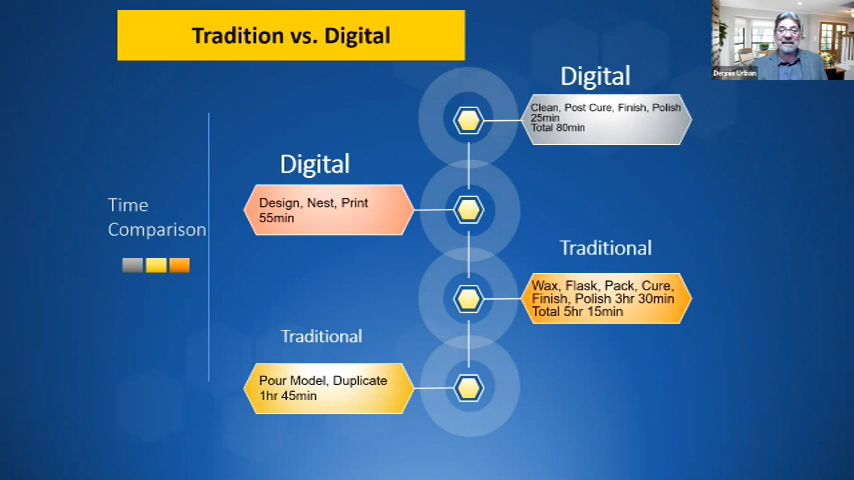 Tradition vs. Digital
Dennis Urban
Digital
Clean, Post Cure, Finish, Polish
25min
Total 80min
Digital
Design, Nest, Print
55min
Time
Comparison
Traditional
Wax, Flask, Pack, Cure,
Finish, Polish 3hr 30min
Total 5hr 15min
Traditional
Pour Model, Duplicate
1hr 45min